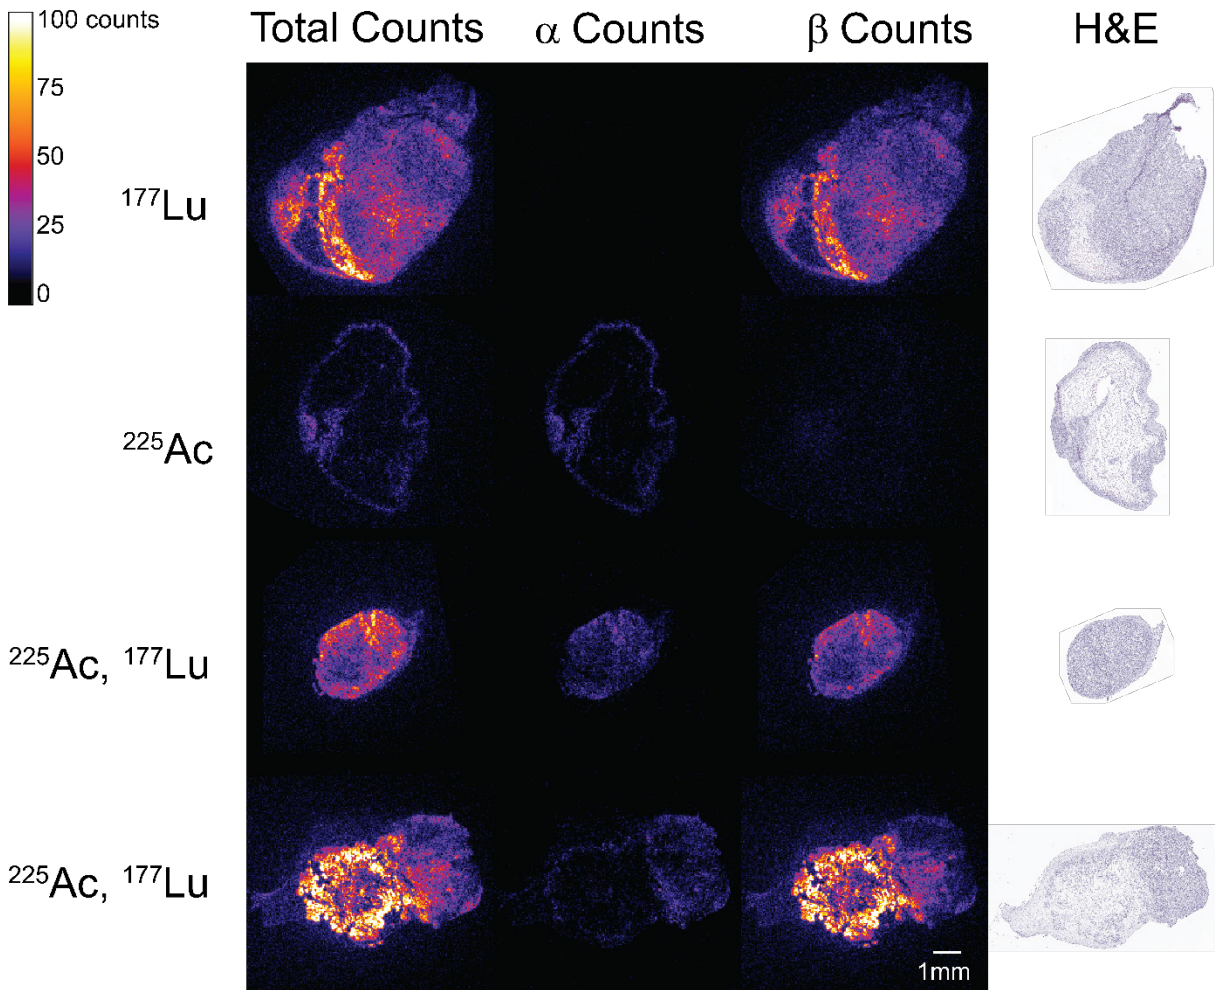 100 counts
75
50
25
0
Total Counts
α Counts
β Counts
H&E
¹⁷⁷Lu
²²⁵Ac
²²⁵Ac, ¹⁷⁷Lu
²²⁵Ac, ¹⁷⁷Lu
1mm